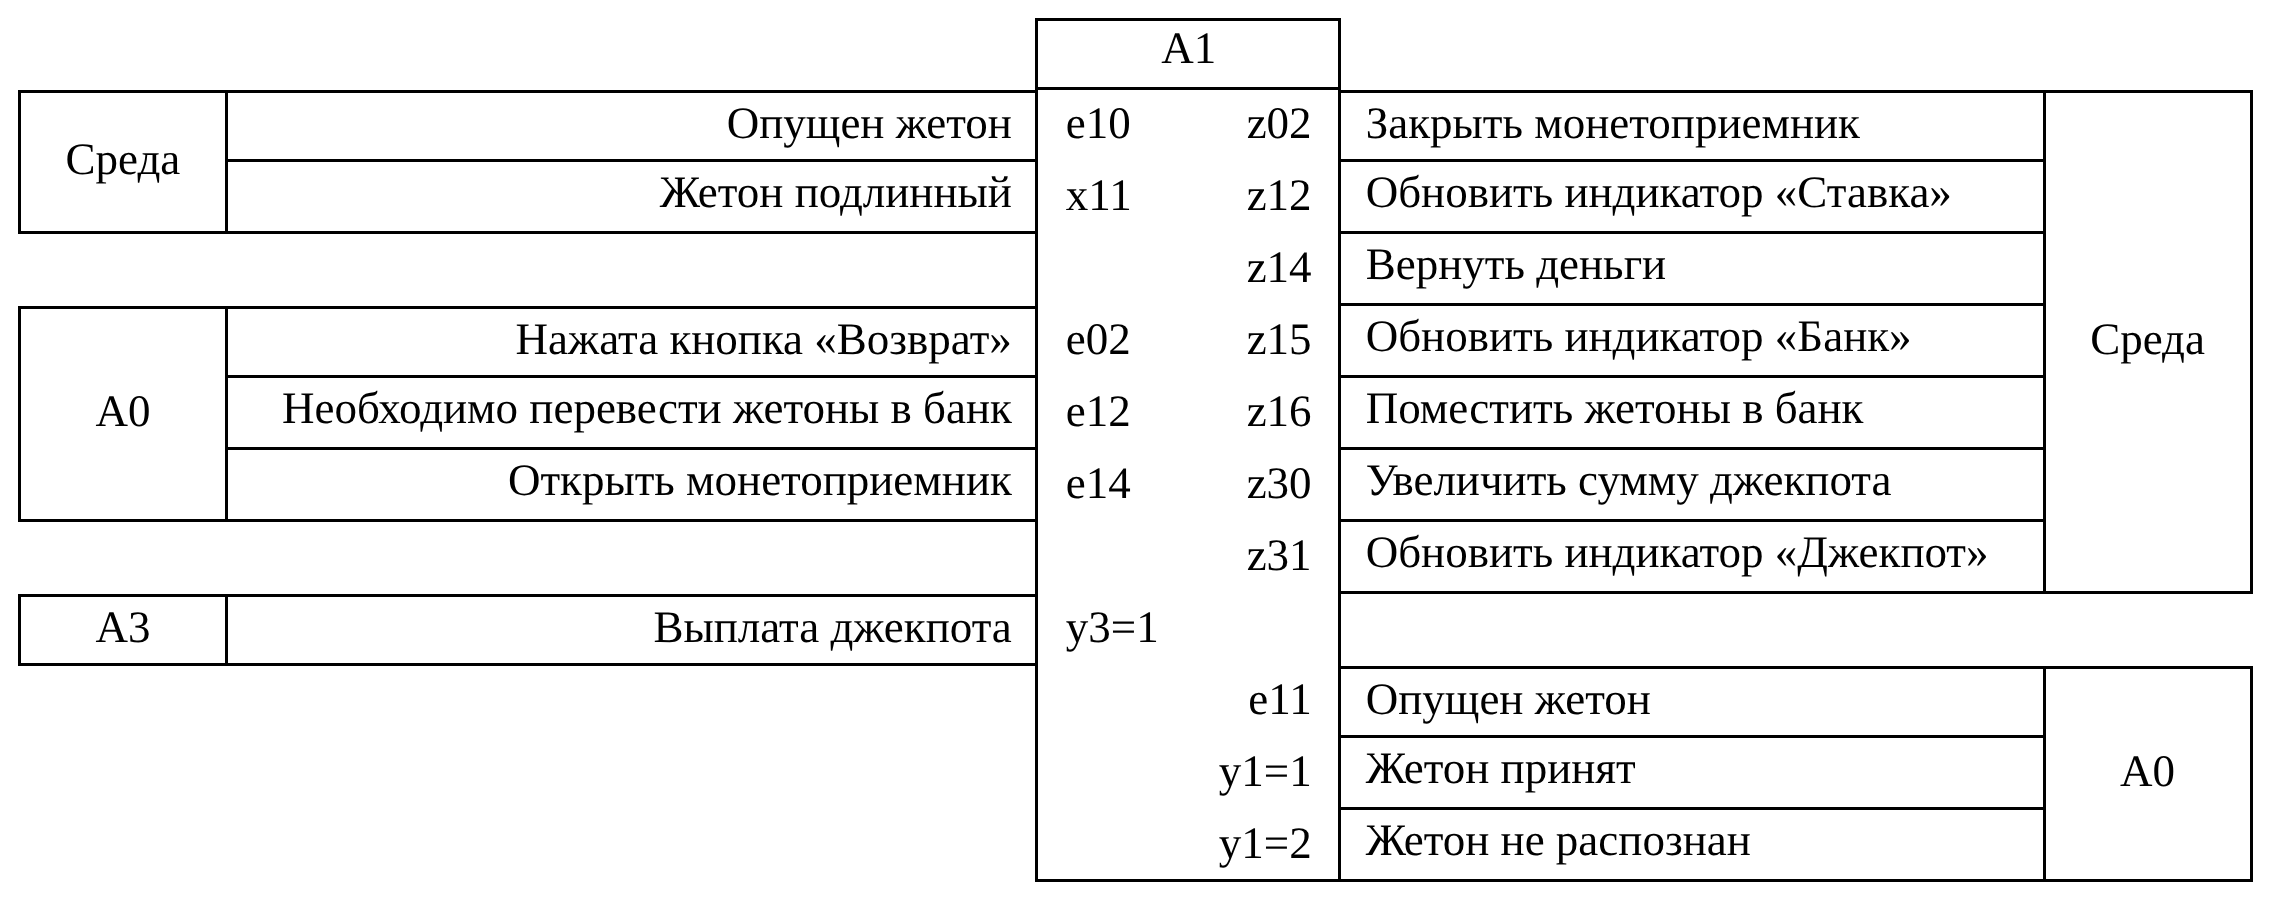 A1
Среда
Опущен жетон
e10
z02
Закрыть монетоприемник
Среда
Жетон подлинный
x11
z12
Обновить индикатор «Ставка»
z14
Вернуть деньги
A0
Нажата кнопка «Возврат»
e02
z15
Обновить индикатор «Банк»
Необходимо перевести жетоны в банк
e12
z16
Поместить жетоны в банк
Открыть монетоприемник
e14
z30
Увеличить сумму джекпота
z31
Обновить индикатор «Джекпот»
A3
Выплата джекпота
y3=1
e11
Опущен жетон
A0
y1=1
Жетон принят
y1=2
Жетон не распознан